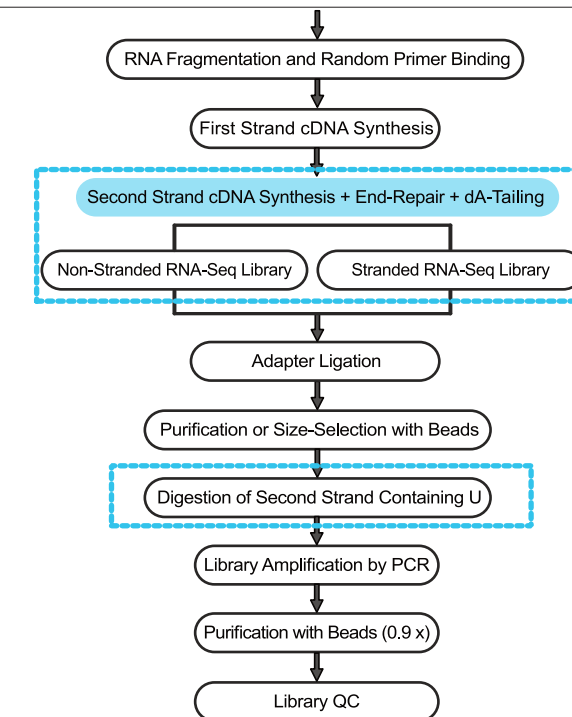 RNA Fragmentation and Random Primer Binding
First Strand cDNA Synthesis
Second Strand cDNA Synthesis + End-Repair + dA-Tailing
Non-Stranded RNA-Seq Library
Stranded RNA-Seq Library
Adapter Ligation
Purification or Size-Selection with Beads
Digestion of Second Strand Containing U
Library Amplification by PCR
Purification with Beads (0.9 x)
Library QC